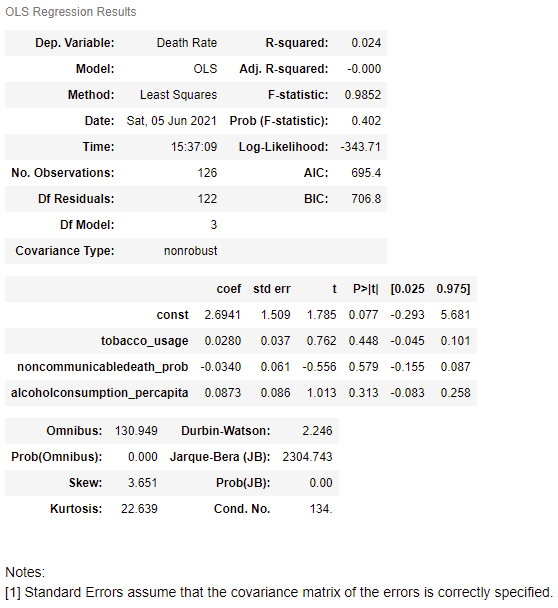 OLS Regression Results
Dep. Variable: Death Rate R-squared: 0.024
Model: OLS Adj. R-squared: -0.000
Method: Least Squares F-statistic: 0.9852
Date: Sat, 05 Jun 2021 Prob (F-statistic): 0.402
Time: 15:37:09 Log-Likelihood: -343.71
No. Observations: 126 AIC: 695.4
Df Residuals: 122 BIC: 706.8
Df Model: 3
Covariance Type: nonrobust
coef std err t P>|t| [0.025 0.975]
const 2.6941 1.509 1.785 0.077 -0.293 5.681
tobacco_usage 0.0280 0.037 0.762 0.448 -0.045 0.101
noncommunicabledeath_prob -0.0340 0.061 -0.556 0.579 -0.155 0.087
alcoholconsumption_percapita 0.0873 0.086 1.013 0.313 -0.083 0.258
Omnibus: 130.949 Durbin-Watson: 2.246
Prob(Omnibus): 0.000 Jarque-Bera (JB): 2304.743
Skew: 3.651 Prob(JB): 0.00
Kurtosis: 22.639 Cond. No. 134.
Notes:
[1] Standard Errors assume that the covariance matrix of the errors is correctly specified.